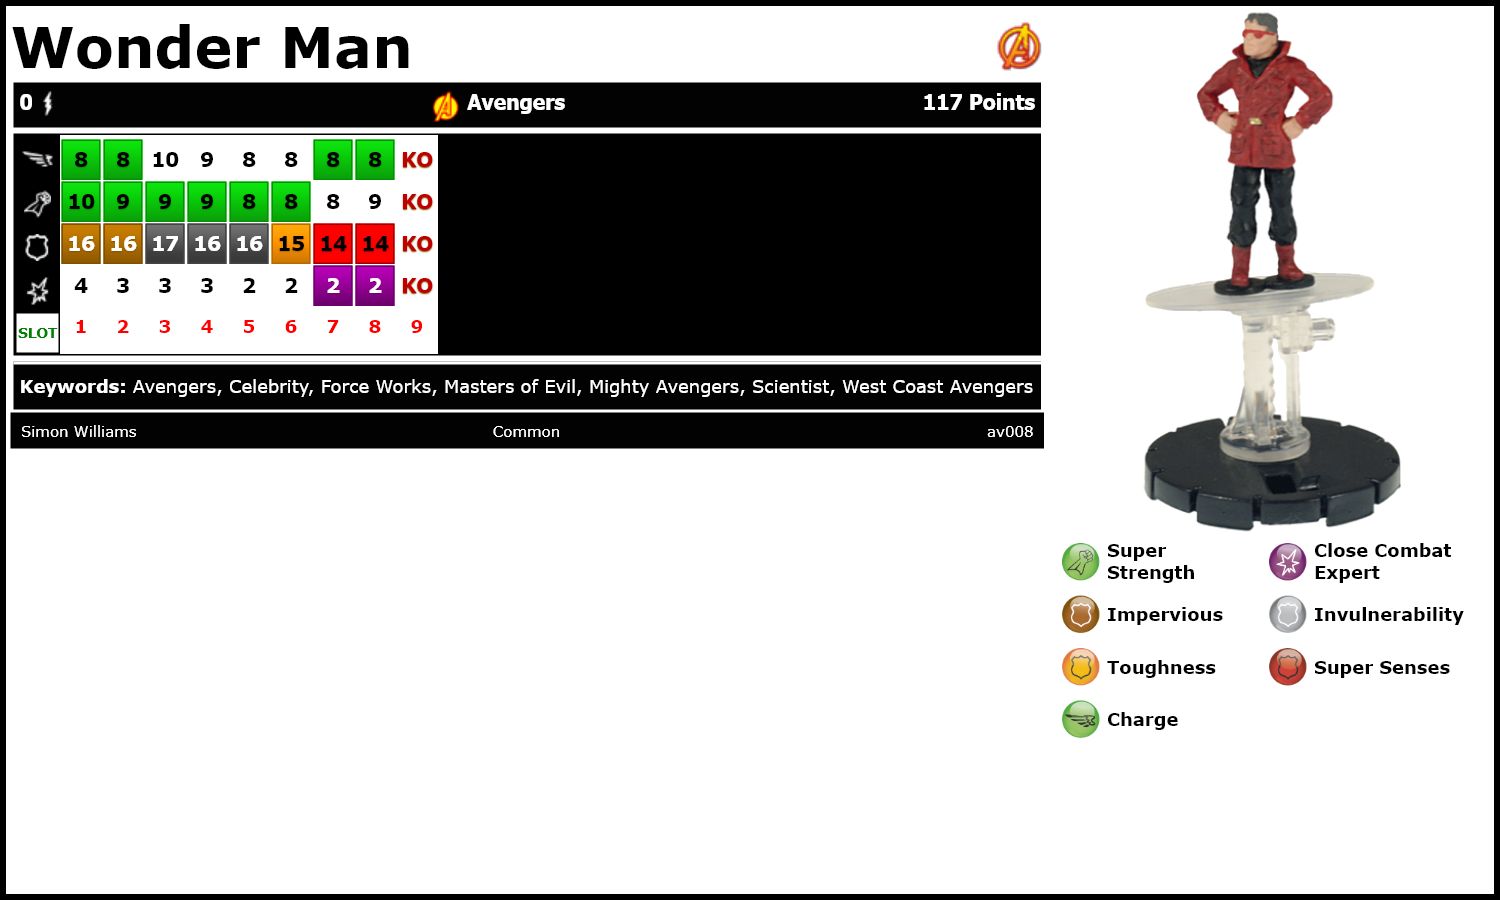 Wonder Man
0 Avengers 117 Points
8 8 10 9 8 8 8 8 KO
10 9 9 9 8 8 8 9 KO
16 16 17 16 16 15 14 14 KO
4 3 3 3 2 2 2 2 KO
SLOT 1 2 3 4 5 6 7 8 9
Keywords: Avengers, Celebrity, Force Works, Masters of Evil, Mighty Avengers, Scientist, West Coast Avengers
Simon Williams Common av008
Super
Strength
Close Combat
Expert
Impervious
Invulnerability
Toughness
Super Senses
Charge